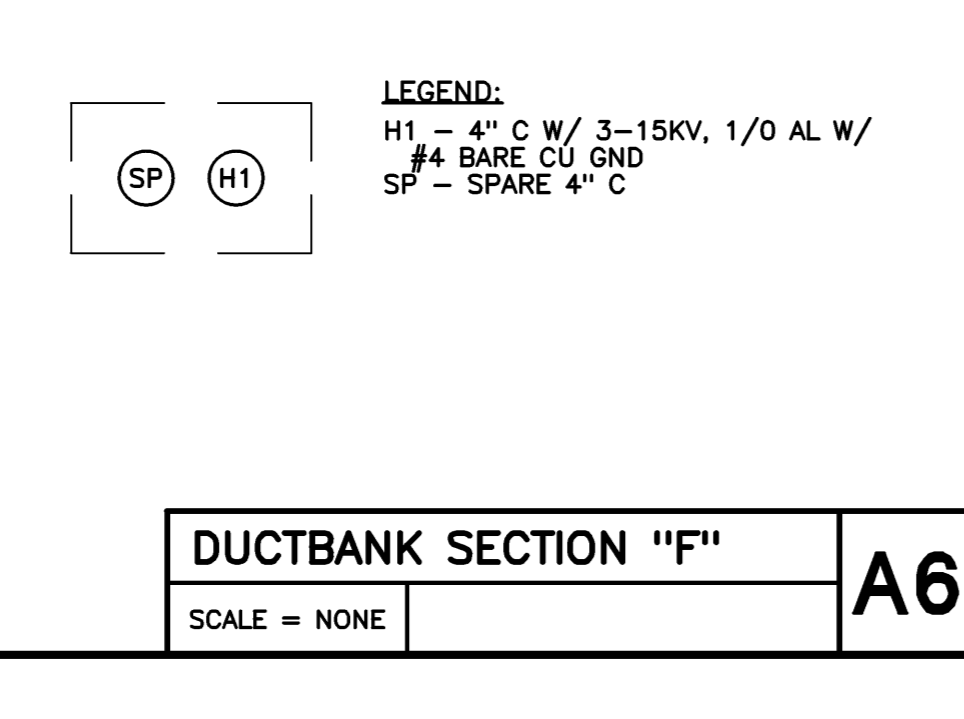 SP H1
LEGEND:
H1 – 4" C W/ 3–15KV, 1/0 AL W/
#4 BARE CU GND
SP – SPARE 4" C
DUCTBANK SECTION "F"
SCALE = NONE
A6